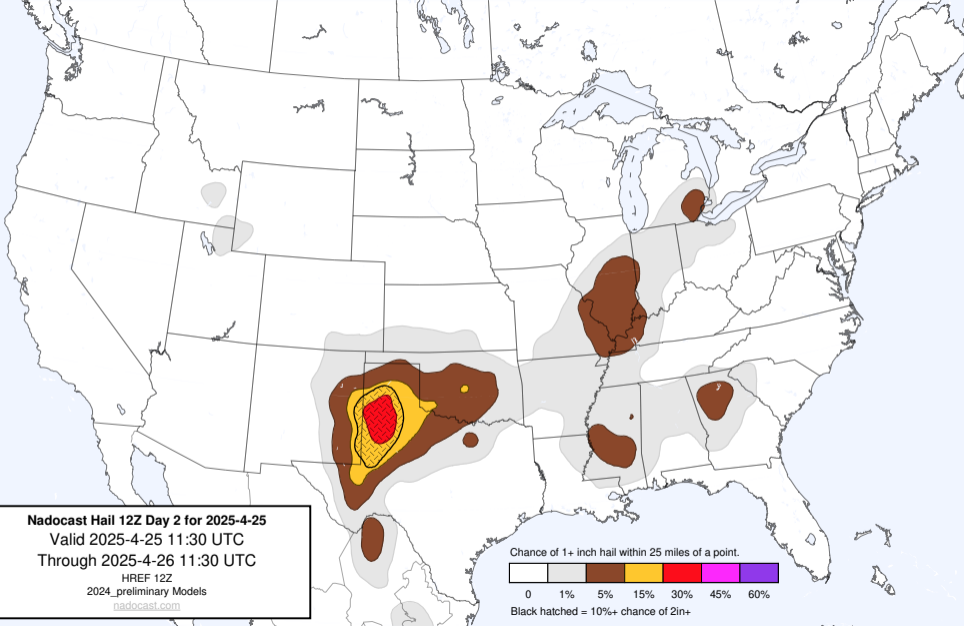 Nadocast Hail 12Z Day 2 for 2025-4-25
Valid 2025-4-25 11:30 UTC
Through 2025-4-26 11:30 UTC
HREF 12Z
2024_preliminary Models
nadocast.com
Chance of 1+ inch hail within 25 miles of a point.
0 1% 5% 15% 30% 45% 60%
Black hatched = 10%+ chance of 2in+